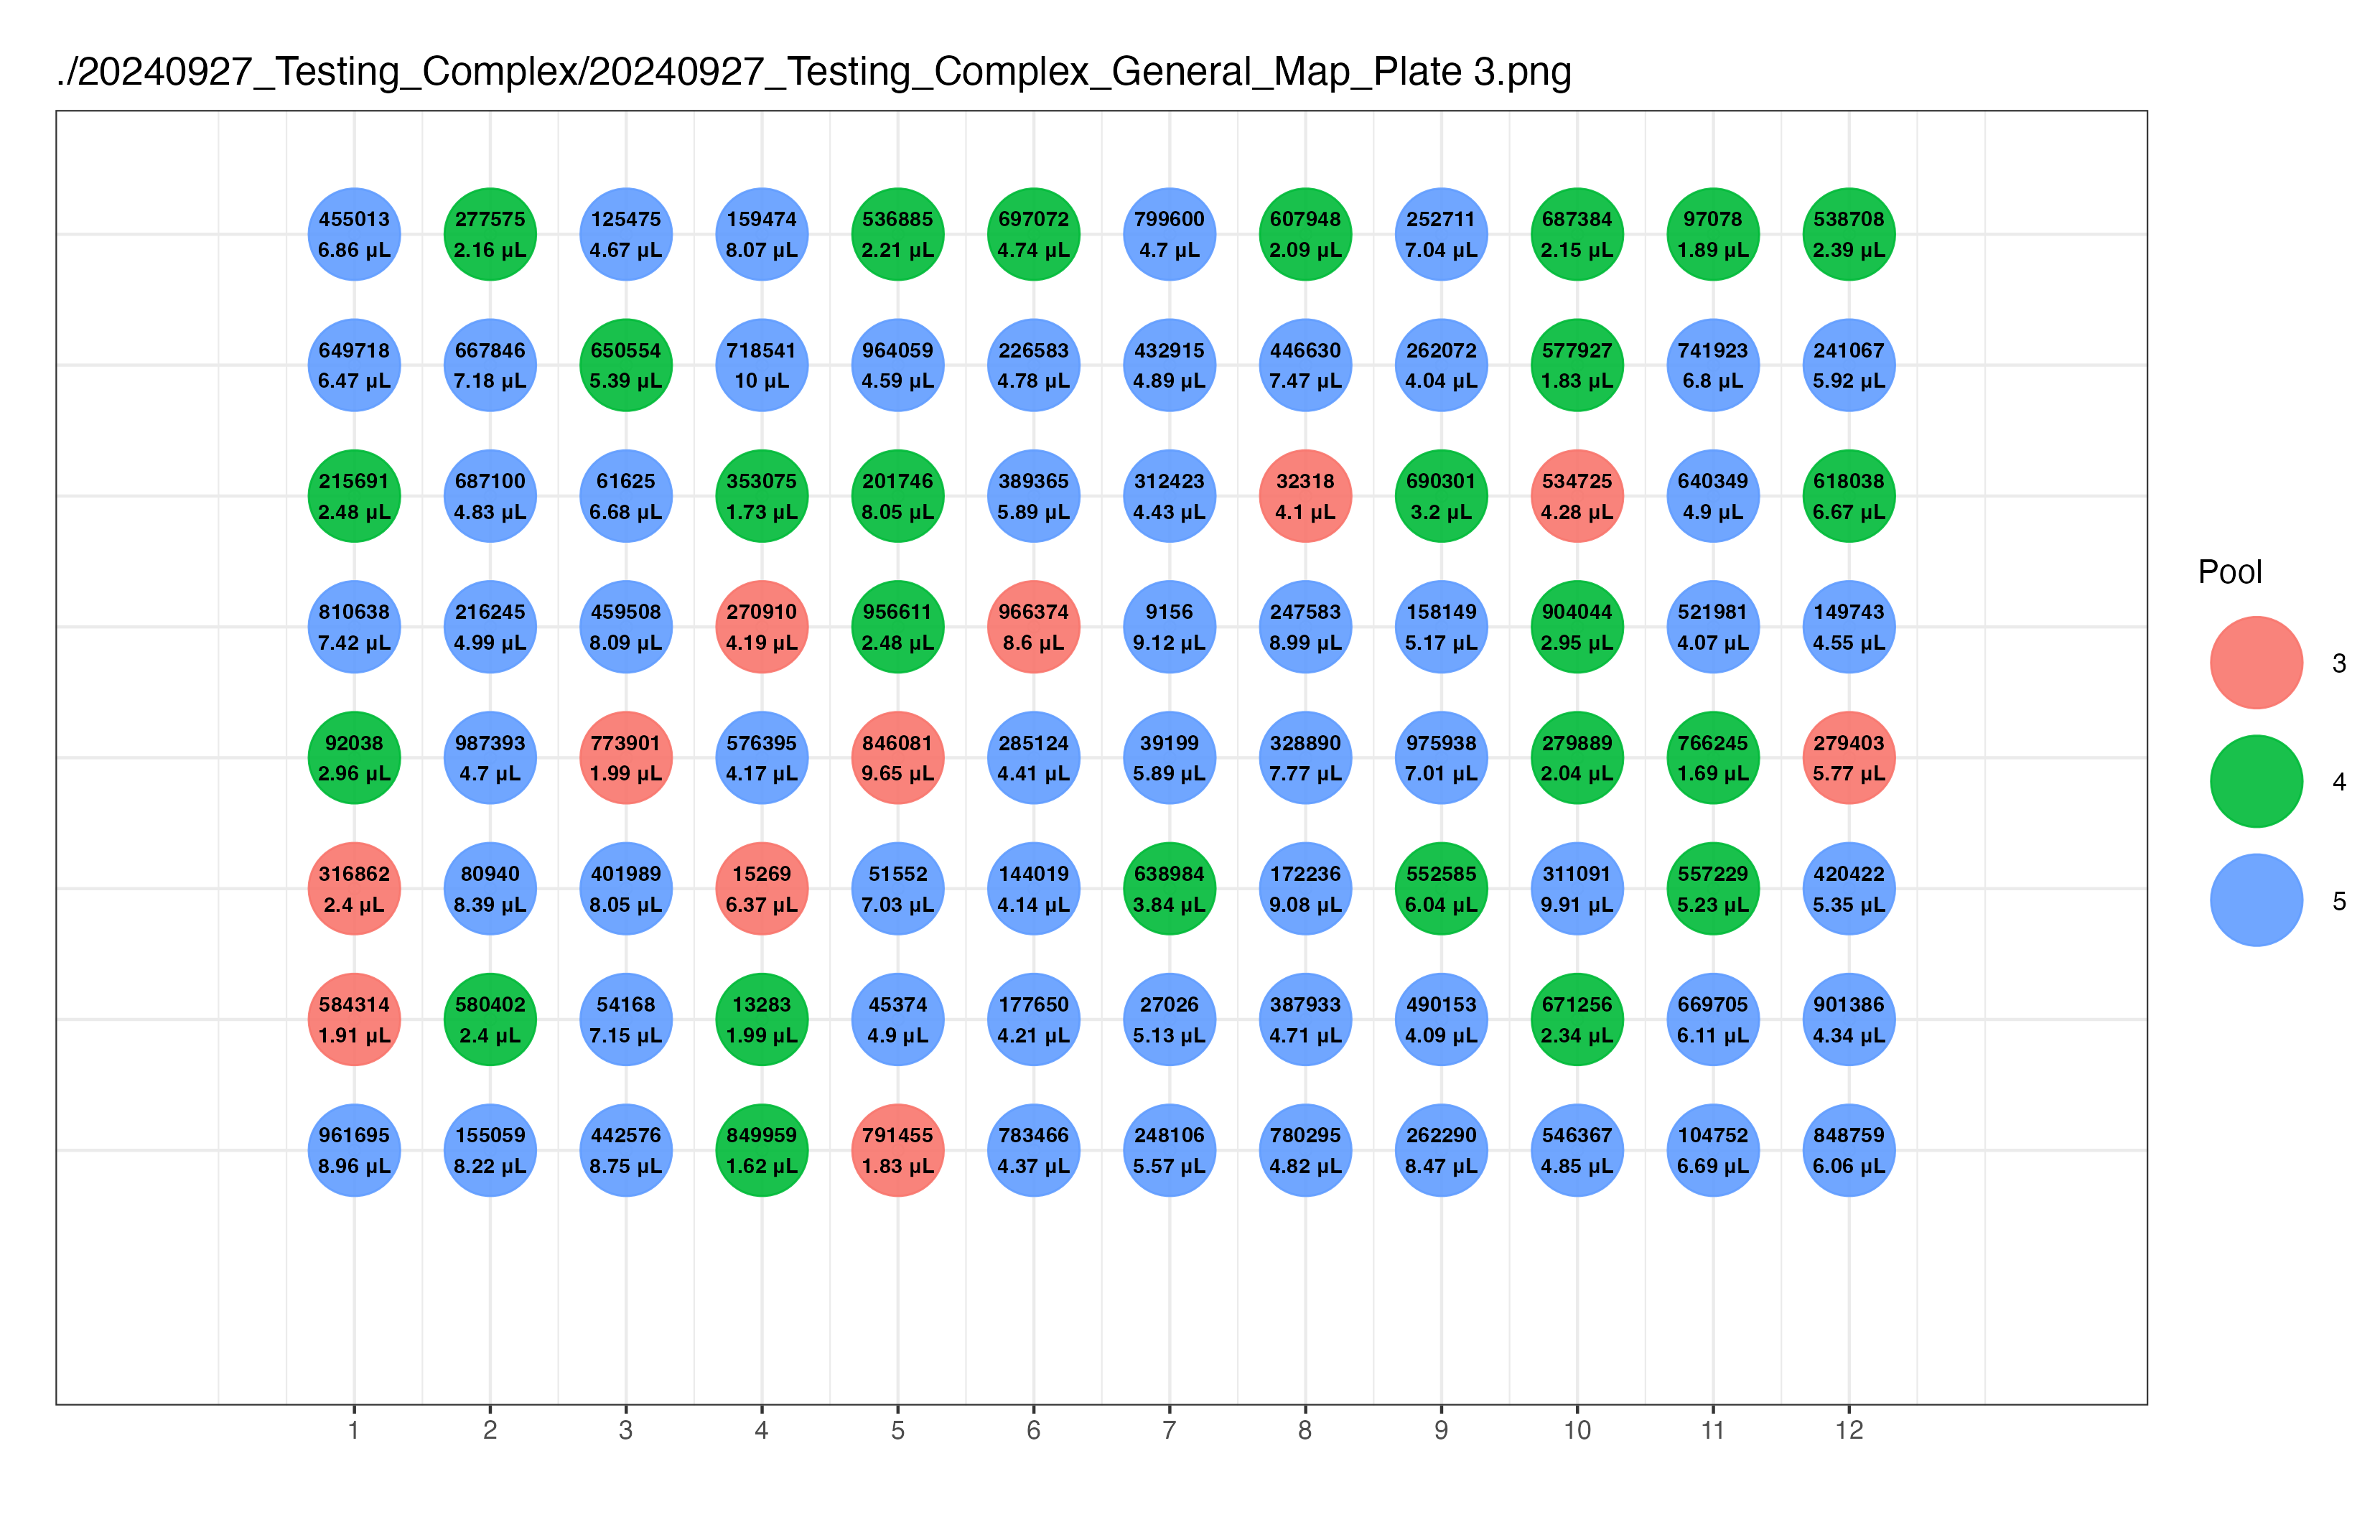 ./20240927_Testing_Complex/20240927_Testing_Complex_General_Map_Plate 3.png
455013 277575 125475 159474 536885 697072 799600 607948 252711 687384 97078 538708
6.86 µL 2.16 µL 4.67 µL 8.07 µL 2.21 µL 4.74 µL 4.7 µL 2.09 µL 7.04 µL 2.15 µL 1.89 µL 2.39 µL
649718 667846 650554 718541 964059 226583 432915 446630 262072 577927 741923 241067
6.47 µL 7.18 µL 5.39 µL 10 µL 4.59 µL 4.78 µL 4.89 µL 7.47 µL 4.04 µL 1.83 µL 6.8 µL 5.92 µL
215691 687100 61625 353075 201746 389365 312423 32318 690301 534725 640349 618038
2.48 µL 4.83 µL 6.68 µL 1.73 µL 8.05 µL 5.89 µL 4.43 µL 4.1 µL 3.2 µL 4.28 µL 4.9 µL 6.67 µL
810638 216245 459508 270910 956611 966374 9156 247583 158149 904044 521981 149743
7.42 µL 4.99 µL 8.09 µL 4.19 µL 2.48 µL 8.6 µL 9.12 µL 8.99 µL 5.17 µL 2.95 µL 4.07 µL 4.55 µL
92038 987393 773901 576395 846081 285124 39199 328890 975938 279889 766245 279403
2.96 µL 4.7 µL 1.99 µL 4.17 µL 9.65 µL 4.41 µL 5.89 µL 7.77 µL 7.01 µL 2.04 µL 1.69 µL 5.77 µL
316862 80940 401989 15269 51552 144019 638984 172236 552585 311091 557229 420422
2.4 µL 8.39 µL 8.05 µL 6.37 µL 7.03 µL 4.14 µL 3.84 µL 9.08 µL 6.04 µL 9.91 µL 5.23 µL 5.35 µL
584314 580402 54168 13283 45374 177650 27026 387933 490153 671256 669705 901386
1.91 µL 2.4 µL 7.15 µL 1.99 µL 4.9 µL 4.21 µL 5.13 µL 4.71 µL 4.09 µL 2.34 µL 6.11 µL 4.34 µL
961695 155059 442576 849959 791455 783466 248106 780295 262290 546367 104752 848759
8.96 µL 8.22 µL 8.75 µL 1.62 µL 1.83 µL 4.37 µL 5.57 µL 4.82 µL 8.47 µL 4.85 µL 6.69 µL 6.06 µL
1 2 3 4 5 6 7 8 9 10 11 12
Pool
3
4
5